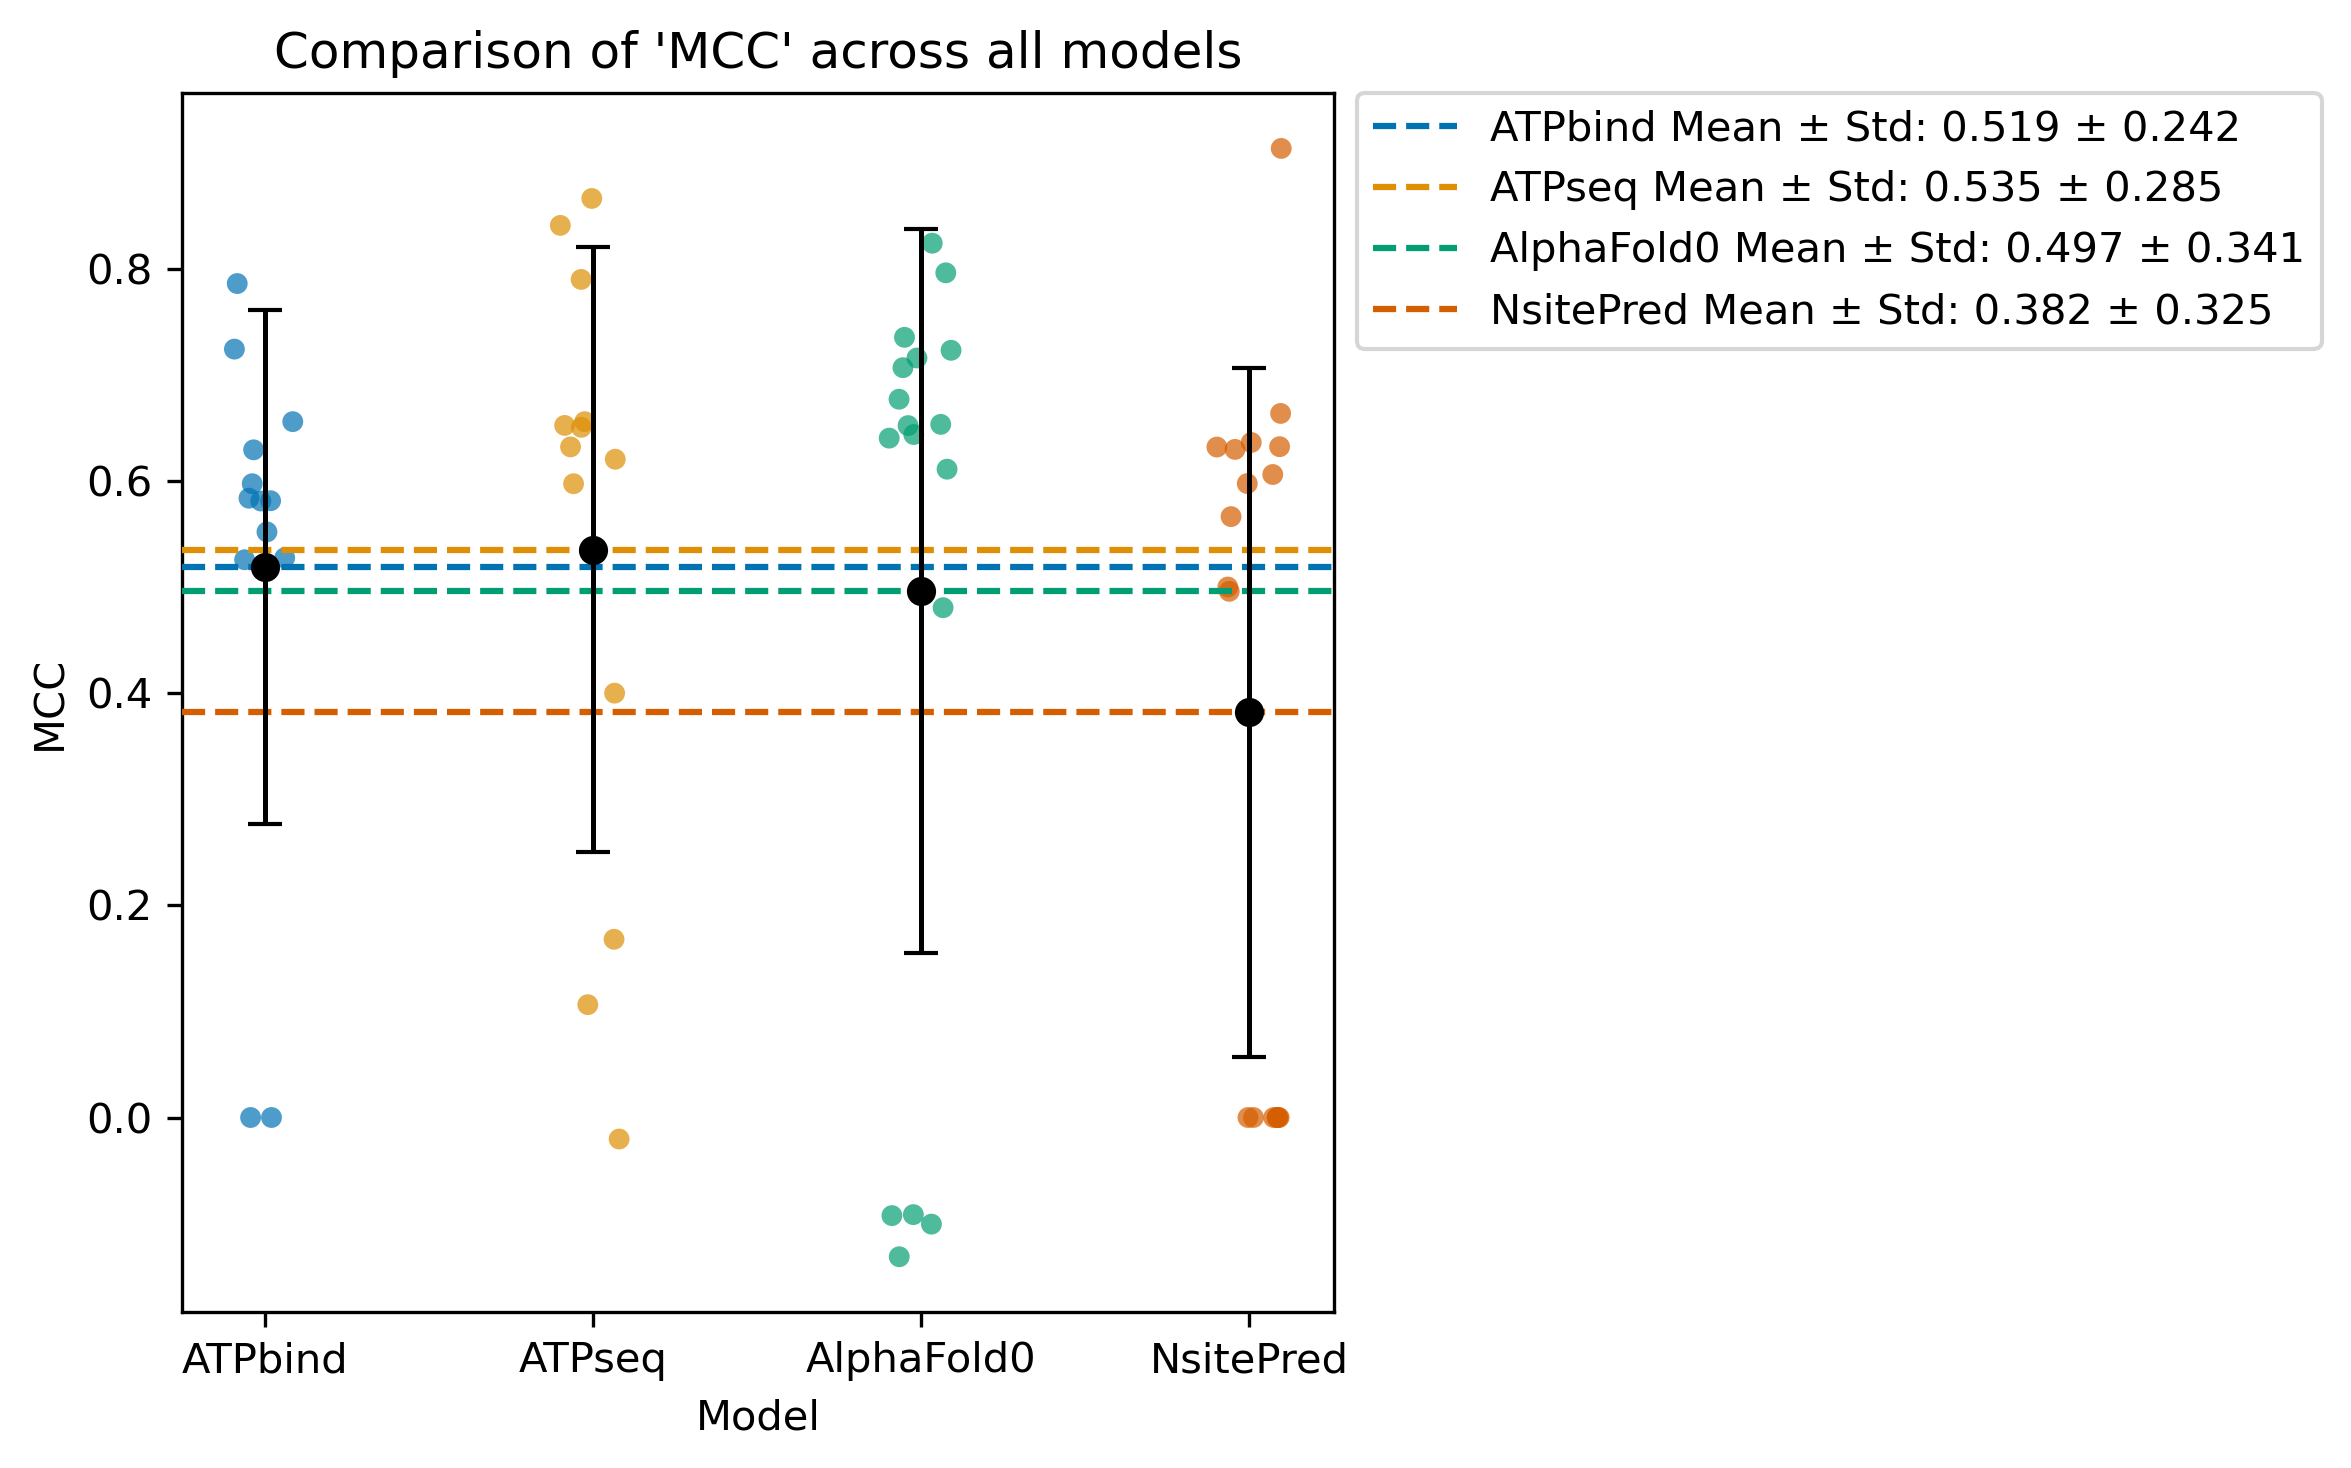 Comparison of 'MCC' across all models
ATPbind Mean ± Std: 0.519 ± 0.242
ATPseq Mean ± Std: 0.535 ± 0.285
AlphaFold0 Mean ± Std: 0.497 ± 0.341
NsitePred Mean ± Std: 0.382 ± 0.325
MCC
0.8
0.6
0.4
0.2
0.0
ATPbind ATPseq AlphaFold0 NsitePred
Model